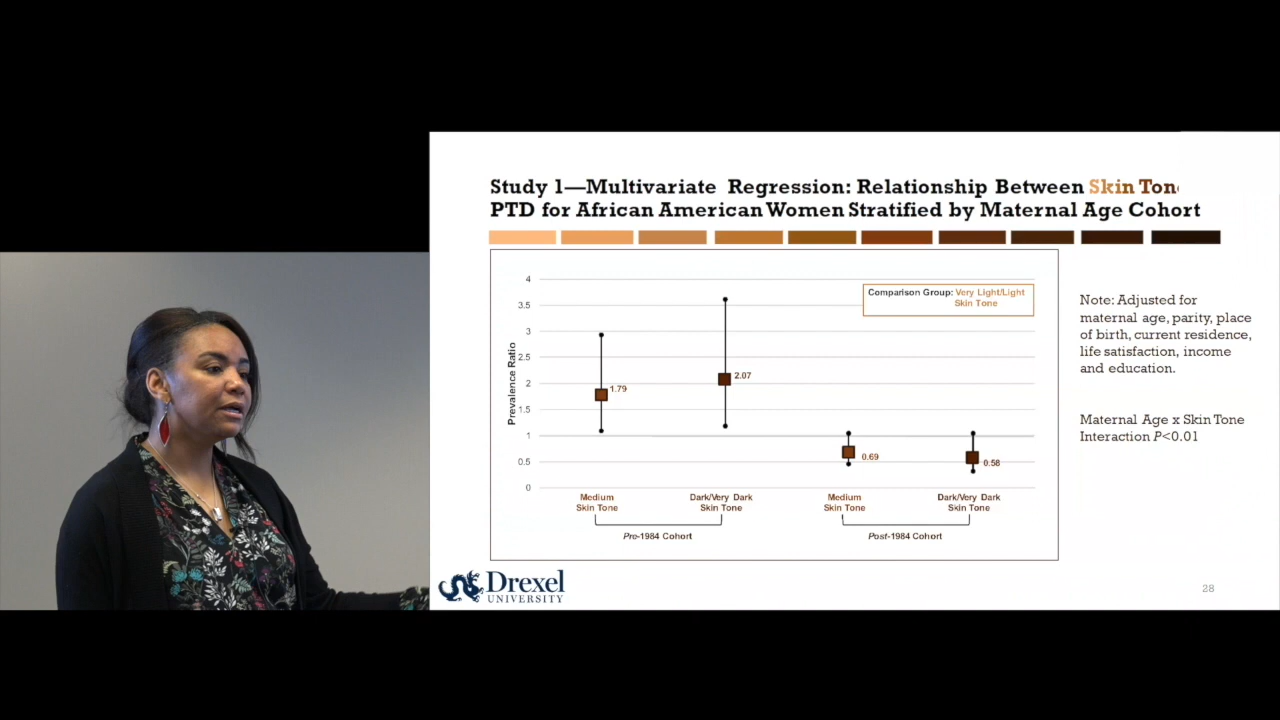 Study 1—Multivariate Regression: Relationship Between Skin Ton
PTD for African American Women Stratified by Maternal Age Cohort
4
3.5
3
2.5
2
1.5
1
0.5
0
Prevalence Ratio
Comparison Group: Very Light/Light
Skin Tone
1.79
2.07
0.69
0.58
Medium
Skin Tone
Dark/Very Dark
Skin Tone
Medium
Skin Tone
Dark/Very Dark
Skin Tone
Pre-1984 Cohort
Post-1984 Cohort
Note: Adjusted for
maternal age, parity, place
of birth, current residence,
life satisfaction, income
and education.
Maternal Age x Skin Tone
Interaction P<0.01
Drexel
UNIVERSITY
28